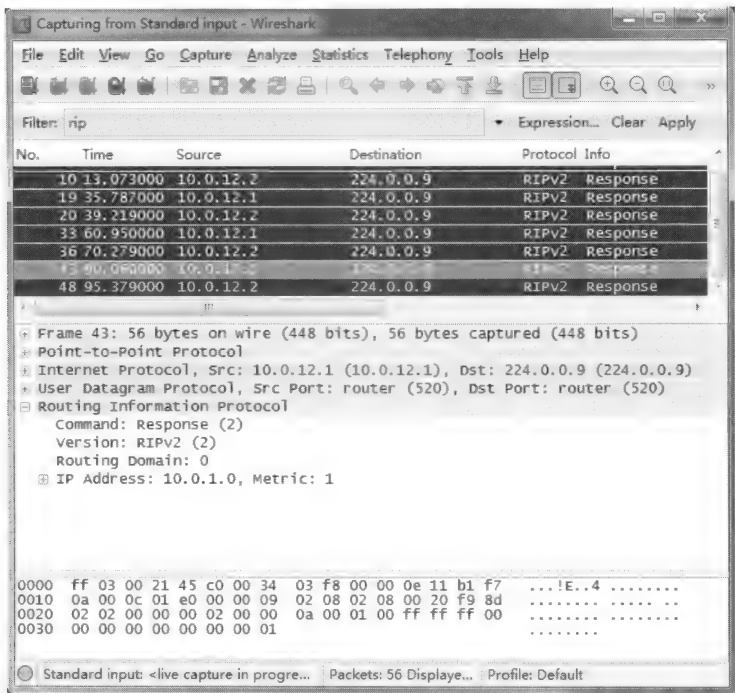 Capturing from Standard input - Wireshark
File Edit View Go Capture Analyze Statistics Telephony Tools Help
Filter: rip Expression... Clear Apply
No. Time Source Destination Protocol Info
10 13.073000 10.0.12.2 224.0.0.9 RIPv2 Response
19 35.787000 10.0.12.1 224.0.0.9 RIPv2 Response
20 39.219000 10.0.12.2 224.0.0.9 RIPv2 Response
33 60.950000 10.0.12.1 224.0.0.9 RIPv2 Response
36 70.279000 10.0.12.2 224.0.0.9 RIPv2 Response
48 95.379000 10.0.12.2 224.0.0.9 RIPv2 Response
Frame 43: 56 bytes on wire (448 bits), 56 bytes captured (448 bits)
Point-to-Point Protocol
Internet Protocol, Src: 10.0.12.1 (10.0.12.1), Dst: 224.0.0.9 (224.0.0.9)
User Datagram Protocol, Src Port: router (520), Dst Port: router (520)
Routing Information Protocol
Command: Response (2)
Version: RIPv2 (2)
Routing Domain: 0
IP Address: 10.0.1.0, Metric: 1
0000 ff 03 00 21 45 c0 00 34 03 f8 00 00 0e 11 b1 f7 ...!E..4 ........
0010 0a 00 0c 01 e0 00 00 09 02 08 02 08 00 20 f9 8d ........ ..... ..
0020 02 02 00 00 00 02 00 00 0a 00 01 00 ff ff ff 00 ........ ........
0030 00 00 00 00 00 00 00 01 ........
Standard input: <live capture in progre... Packets: 56 Displaye... Profile: Default